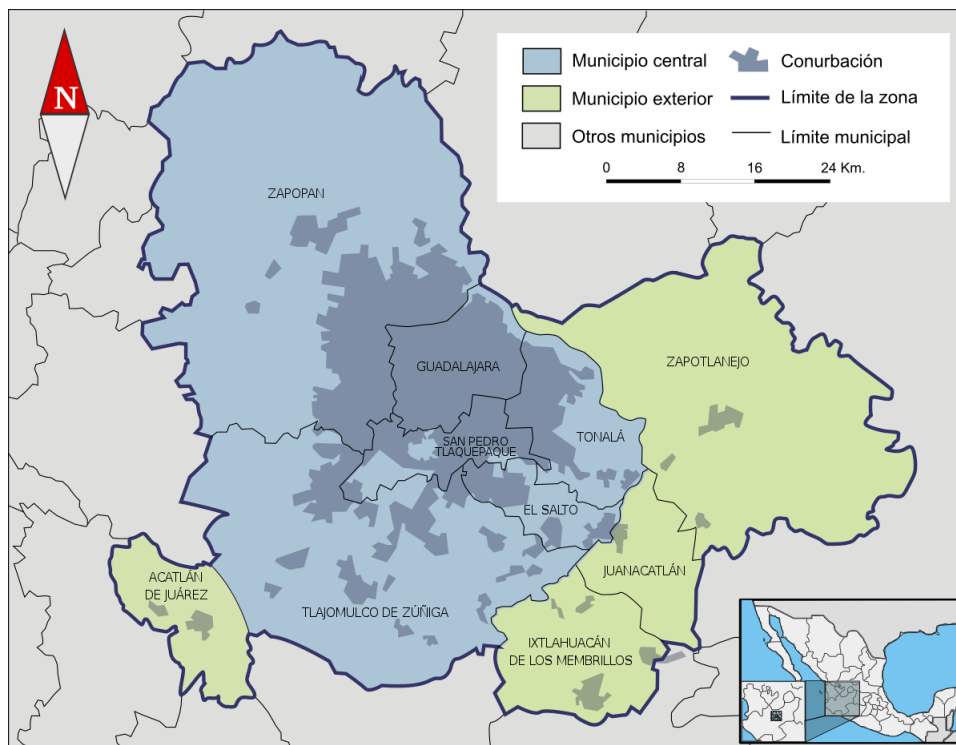 Municipio central
Conurbación
Municipio exterior
Límite de la zona
Otros municipios
Límite municipal
0 8 16 24 Km.
N
ZAPOPAN
GUADALAJARA
ZAPOTLANEJO
SAN PEDRO
TLAQUEPAQUE
TONALÁ
EL SALTO
JUANACATLÁN
ACATLÁN
DE JUÁREZ
TLAJOMULCO DE ZÚÑIGA
IXTLAHUACÁN
DE LOS MEMBRILLOS